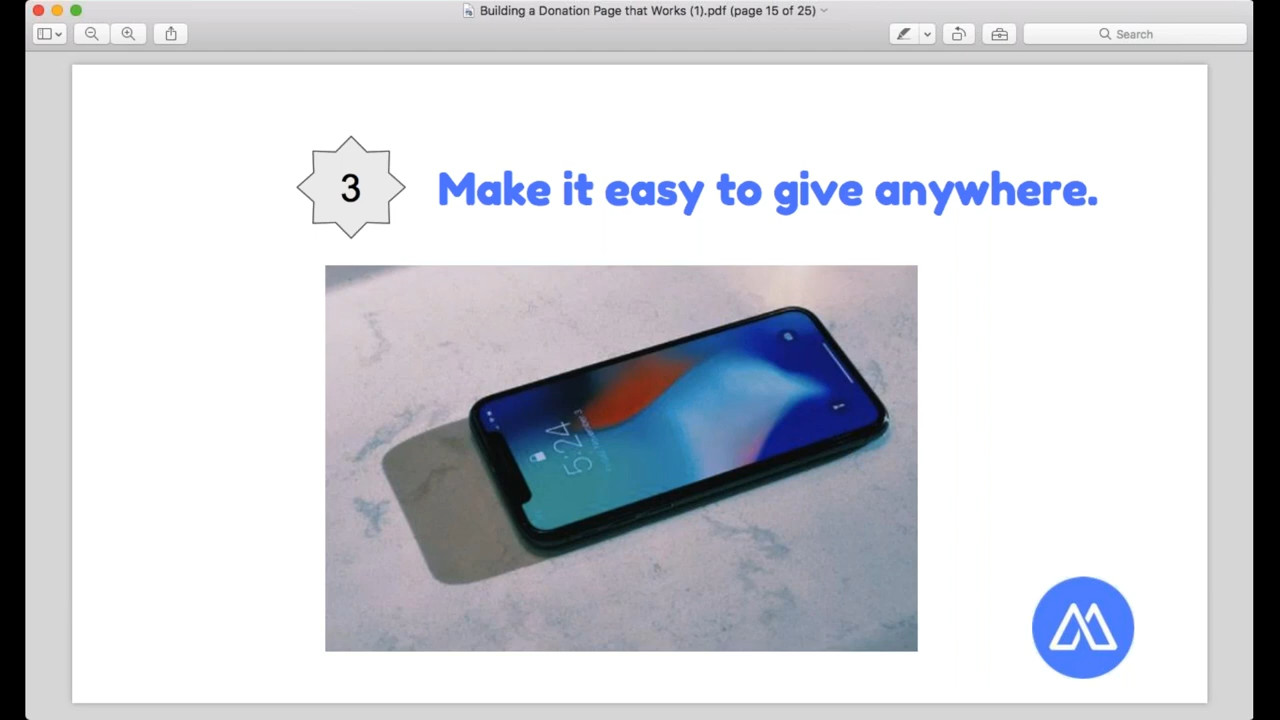 Building a Donation Page that Works (1).pdf (page 15 of 25)
Search
3
Make it easy to give anywhere.
5:24